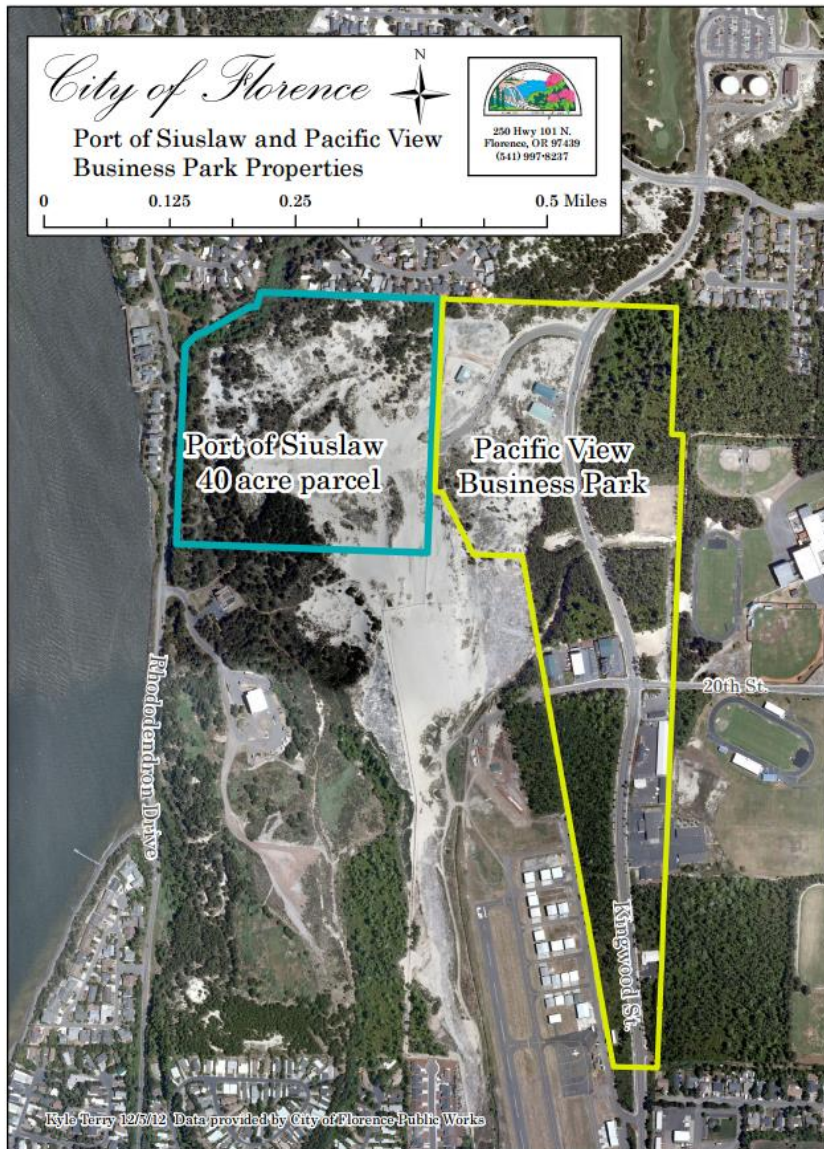 City of Florence
N
Port of Siuslaw and Pacific View
Business Park Properties
250 Hwy 101 N.
Florence, OR 97439
(541) 997•8237
0 0.125 0.25 0.5 Miles
Port of Siuslaw
40 acre parcel
Pacific View
Business Park
20th St.
Rhododendron Drive
Kingwood St.
Kyle Terry 12/5/12 Data provided by City of Florence Public Works